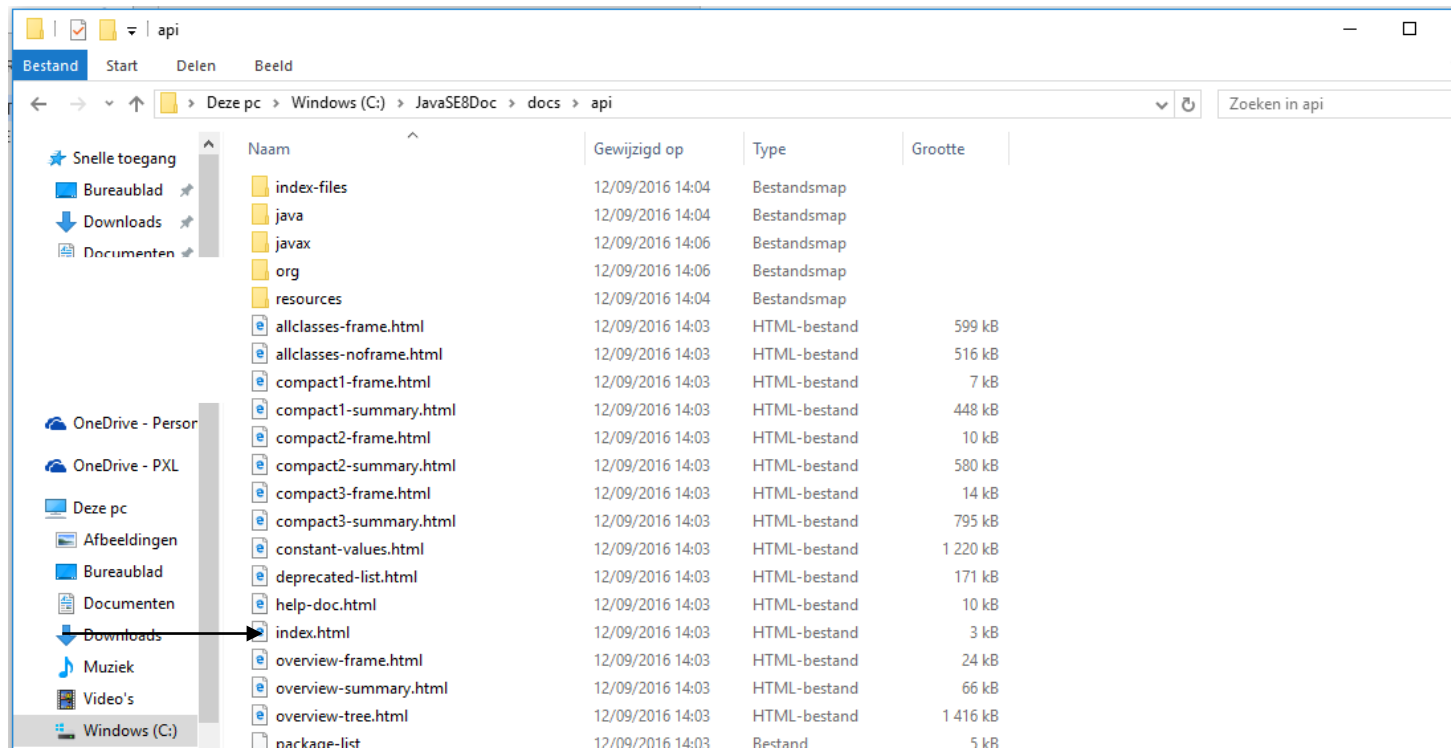 api
Bestand Start Delen Beeld
Deze pc > Windows (C:) > JavaSE8Doc > docs > api Zoeken in api
Naam Gewijzigd op Type Grootte
Snelle toegang
Bureaublad
Downloads
Documenten
OneDrive - Person
OneDrive - PXL
Deze pc
Afbeeldingen
Bureaublad
Documenten
Downloads
Muziek
Video's
Windows (C:)
index-files 12/09/2016 14:04 Bestandsmap
java 12/09/2016 14:04 Bestandsmap
javax 12/09/2016 14:06 Bestandsmap
org 12/09/2016 14:06 Bestandsmap
resources 12/09/2016 14:04 Bestandsmap
allclasses-frame.html 12/09/2016 14:03 HTML-bestand 599 kB
allclasses-noframe.html 12/09/2016 14:03 HTML-bestand 516 kB
compact1-frame.html 12/09/2016 14:03 HTML-bestand 7 kB
compact1-summary.html 12/09/2016 14:03 HTML-bestand 448 kB
compact2-frame.html 12/09/2016 14:03 HTML-bestand 10 kB
compact2-summary.html 12/09/2016 14:03 HTML-bestand 580 kB
compact3-frame.html 12/09/2016 14:03 HTML-bestand 14 kB
compact3-summary.html 12/09/2016 14:03 HTML-bestand 795 kB
constant-values.html 12/09/2016 14:03 HTML-bestand 1 220 kB
deprecated-list.html 12/09/2016 14:03 HTML-bestand 171 kB
help-doc.html 12/09/2016 14:03 HTML-bestand 10 kB
index.html 12/09/2016 14:03 HTML-bestand 3 kB
overview-frame.html 12/09/2016 14:03 HTML-bestand 24 kB
overview-summary.html 12/09/2016 14:03 HTML-bestand 66 kB
overview-tree.html 12/09/2016 14:03 HTML-bestand 1 416 kB
package-list 12/09/2016 14:03 Bestand 5 kB